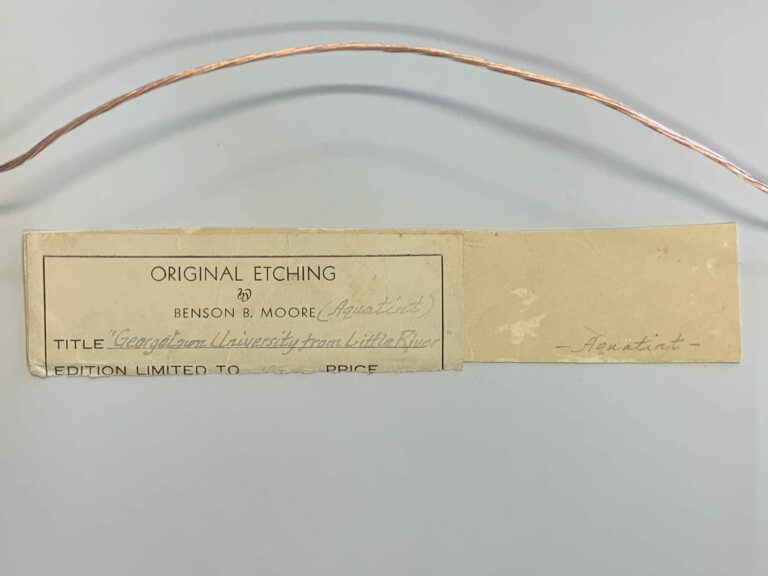 ORIGINAL ETCHING
by
BENSON B. MOORE (Aquatint)
TITLE "Georgetown University from Little River"
EDITION LIMITED TO PRICE
- Aquatint -